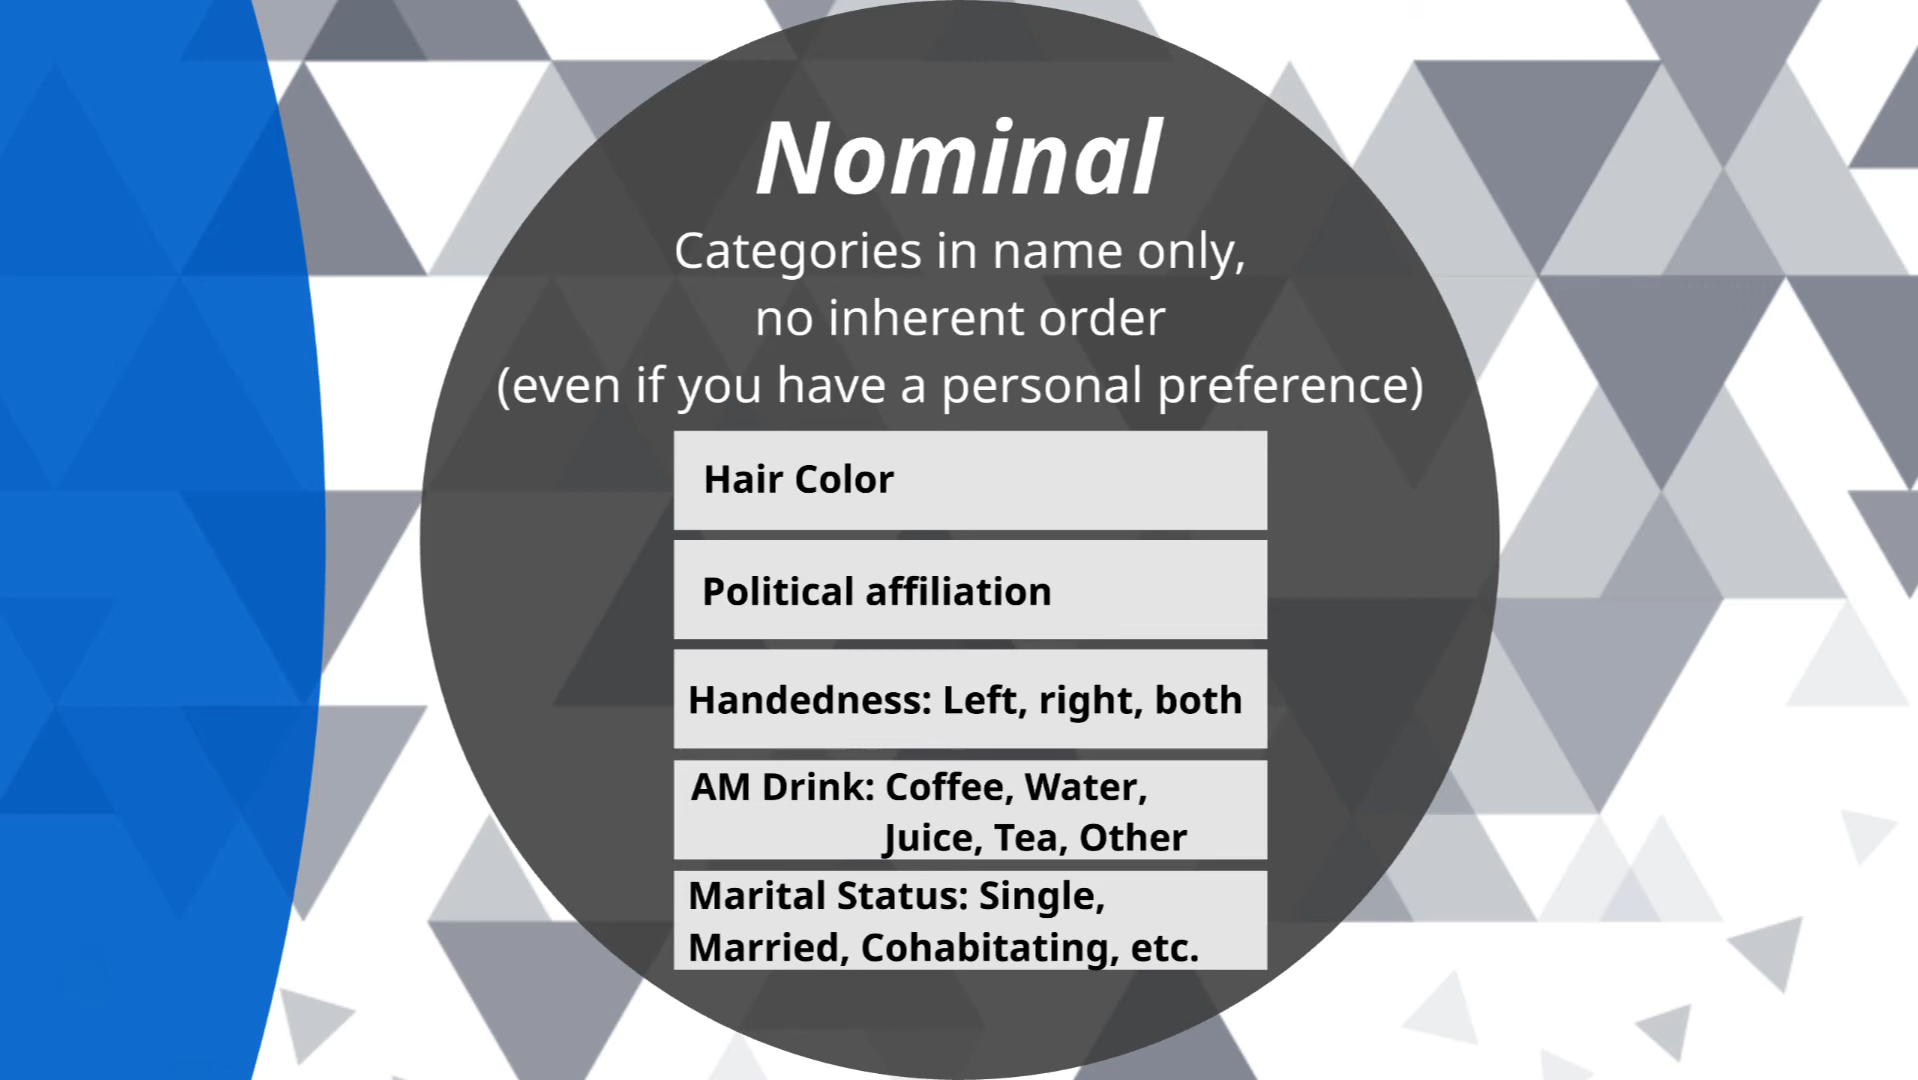 Nominal
Categories in name only,
no inherent order
(even if you have a personal preference)
Hair Color
Political affiliation
Handedness: Left, right, both
AM Drink: Coffee, Water,
Juice, Tea, Other
Marital Status: Single,
Married, Cohabitating, etc.